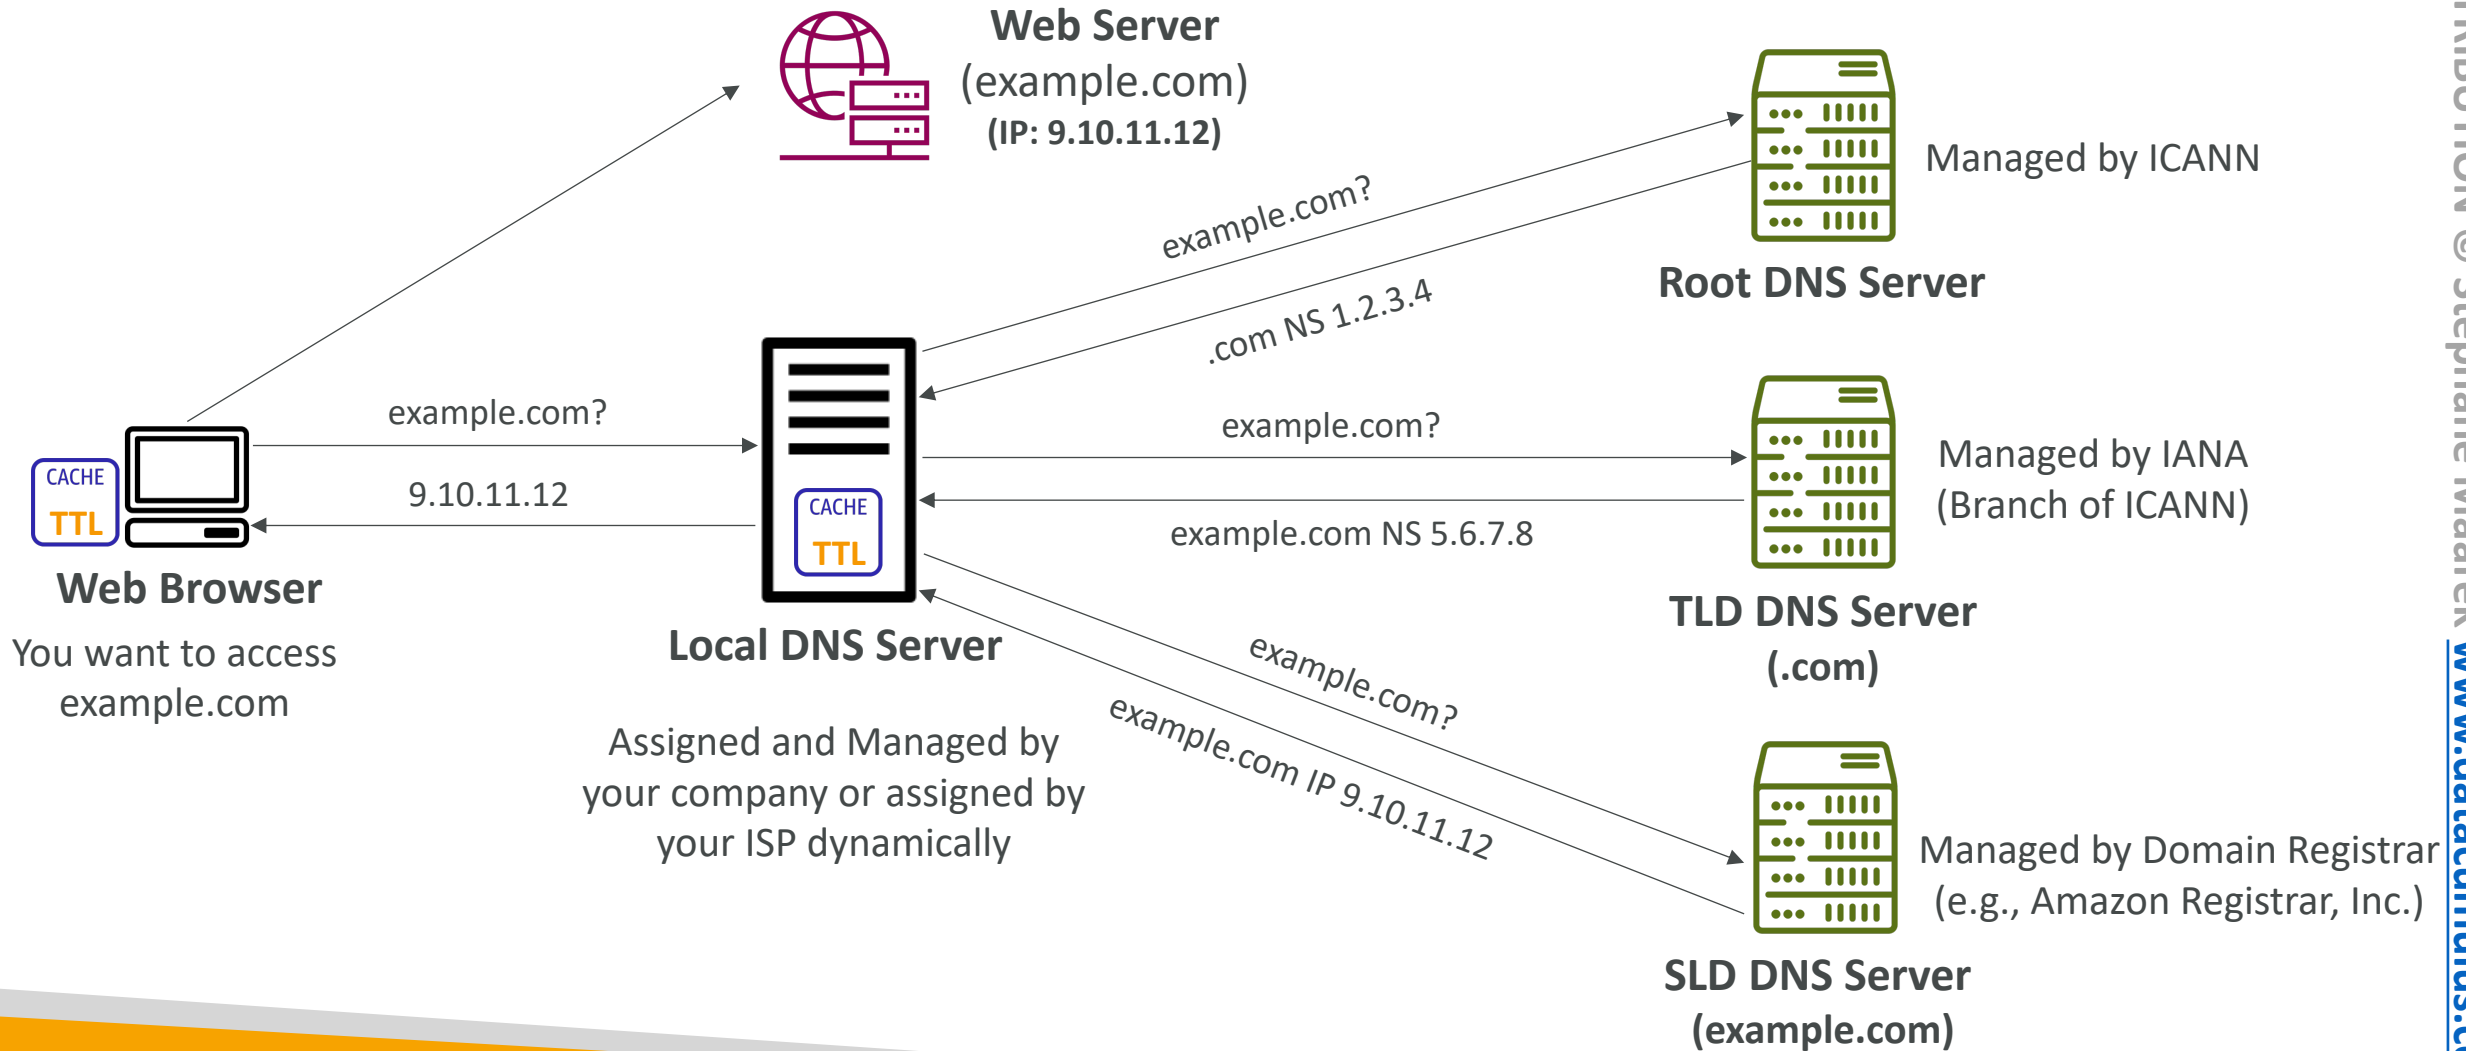 Web Server
(example.com)
(IP: 9.10.11.12)
Managed by ICANN
Root DNS Server
example.com?
.com NS 1.2.3.4
example.com?
9.10.11.12
CACHE
TTL
Web Browser
You want to access
example.com
CACHE
TTL
Local DNS Server
Assigned and Managed by
your company or assigned by
your ISP dynamically
example.com?
example.com NS 5.6.7.8
Managed by IANA
(Branch of ICANN)
TLD DNS Server
(.com)
example.com?
example.com IP 9.10.11.12
Managed by Domain Registrar
(e.g., Amazon Registrar, Inc.)
SLD DNS Server
(example.com)
© Stephane Maarek